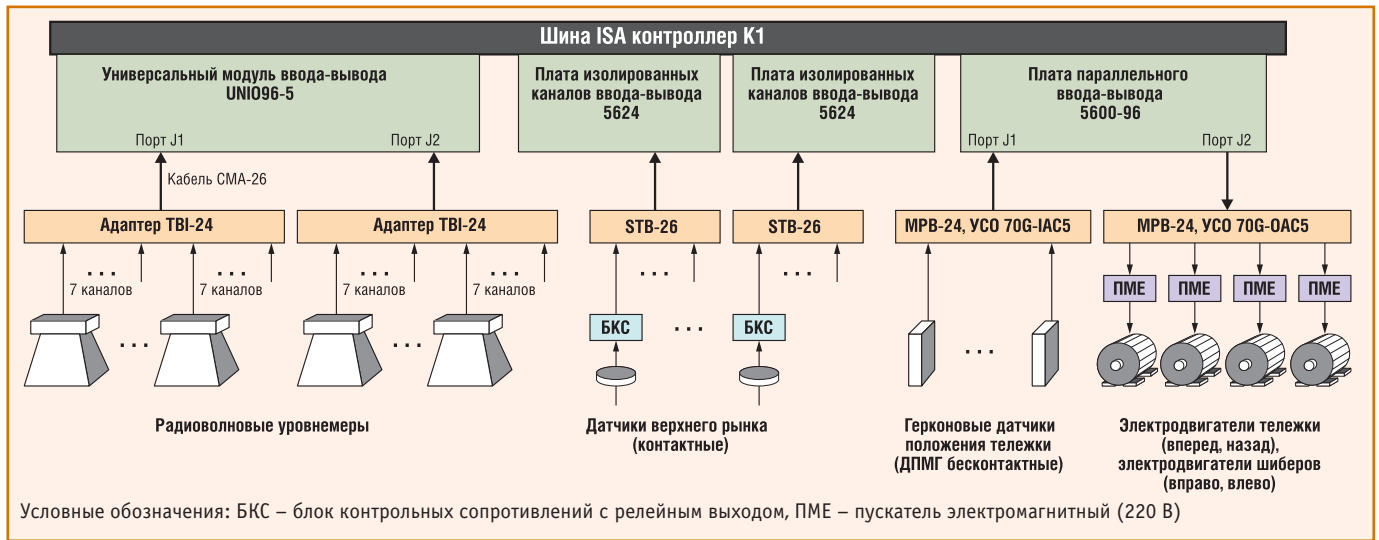 Шина ISA контроллер K1
Универсальный модуль ввода-вывода
UNIO96-5
Порт J1
Порт J2
Плата изолированных
каналов ввода-вывода
5624
Плата изолированных
каналов ввода-вывода
5624
Плата параллельного
ввода-вывода
5600-96
Порт J1
Порт J2
Кабель СМА-26
Адаптер TBI-24
Адаптер TBI-24
STB-26
STB-26
МРВ-24, УСО 70G-IAC5
МРВ-24, УСО 70G-OAC5
... ... ... ... ... ...
7 каналов
7 каналов
7 каналов
7 каналов
ПМЕ
ПМЕ
ПМЕ
ПМЕ
БКС
...
БКС
... ... ...
Радиоволновые уровнемеры
Датчики верхнего рынка
(контактные)
Герконовые датчики
положения тележки
(ДПМГ бесконтактные)
Электродвигатели тележки
(вперед, назад),
электродвигатели шиберов
(вправо, влево)
Условные обозначения: БКС – блок контрольных сопротивлений с релейным выходом, ПМЕ – пускатель электромагнитный (220 В)